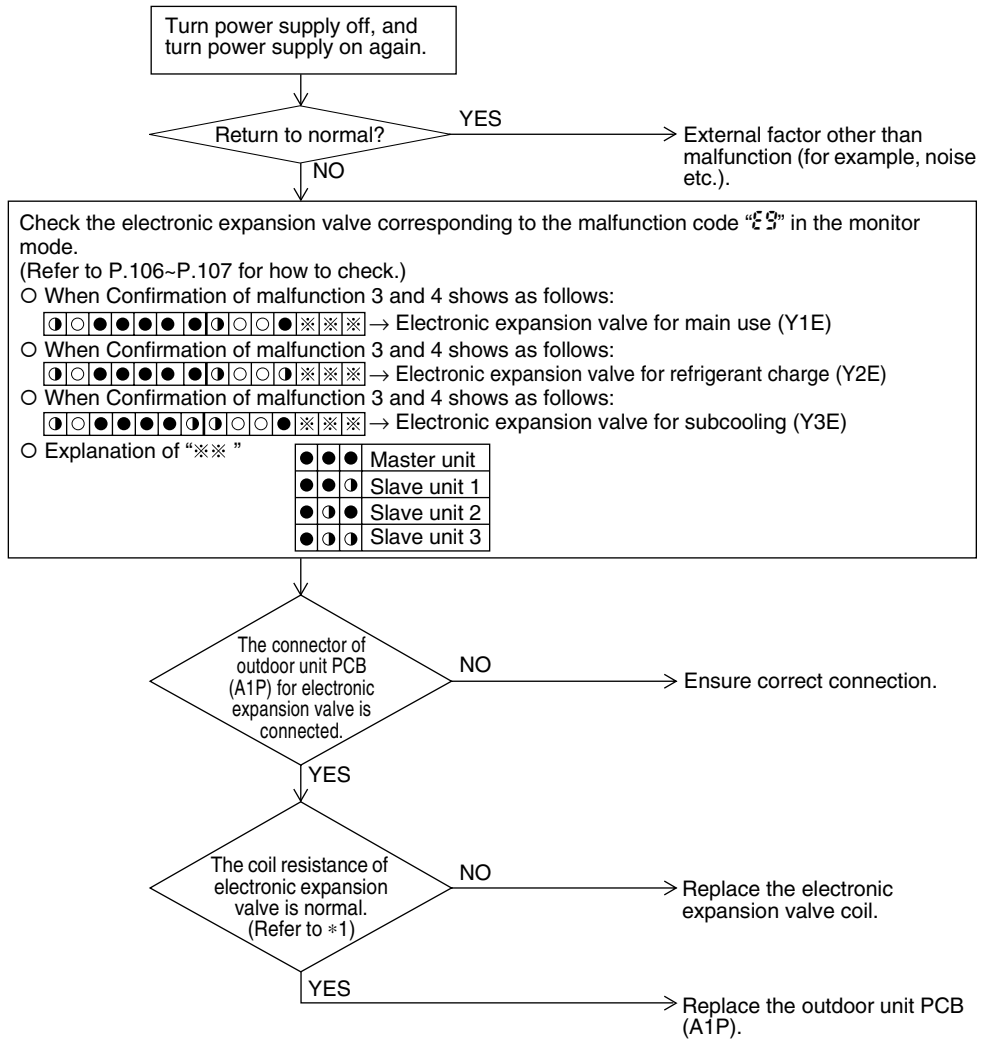 Turn power supply off, and
turn power supply on again.
Return to normal?
YES
External factor other than
malfunction (for example, noise
etc.).
NO
Check the electronic expansion valve corresponding to the malfunction code “E9” in the monitor
mode.
(Refer to P.106~P.107 for how to check.)
○ When Confirmation of malfunction 3 and 4 shows as follows:
◑○●●●●●◑○○●※※※ → Electronic expansion valve for main use (Y1E)
○ When Confirmation of malfunction 3 and 4 shows as follows:
◑○●●●●●◑○○◑※※※ → Electronic expansion valve for refrigerant charge (Y2E)
○ When Confirmation of malfunction 3 and 4 shows as follows:
◑○●●●●◑◑○○●※※※ → Electronic expansion valve for subcooling (Y3E)
○ Explanation of “※※ ”
●●● Master unit
●●◑ Slave unit 1
●◑● Slave unit 2
●◑◑ Slave unit 3
The connector of
outdoor unit PCB
(A1P) for electronic
expansion valve is
connected.
NO
Ensure correct connection.
YES
The coil resistance of
electronic expansion
valve is normal.
(Refer to *1)
NO
Replace the electronic
expansion valve coil.
YES
Replace the outdoor unit PCB
(A1P).